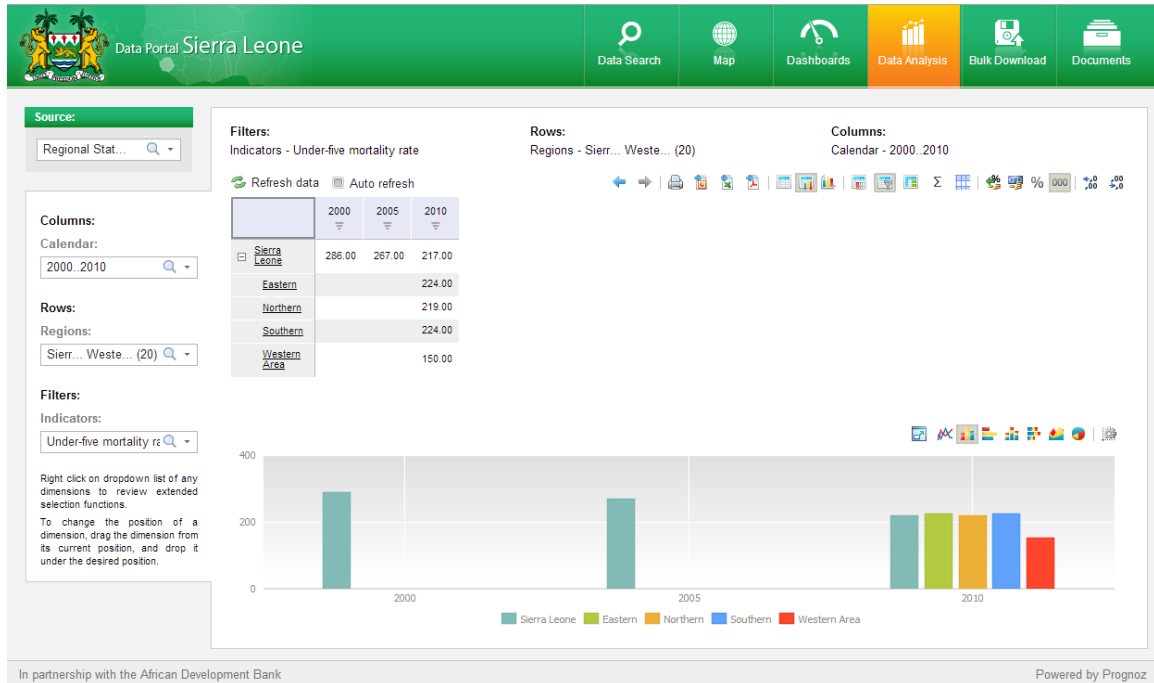 Data Portal Sierra Leone
Data Search
Map
Dashboards
Data Analysis
Bulk Download
Documents
Source:
Regional Stat...
Columns:
Calendar:
2000..2010
Rows:
Regions:
Sierr... Weste... (20)
Filters:
Indicators:
Under-five mortality ra
Right click on dropdown list of any
dimensions to review extended
selection functions.
To change the position of a
dimension, drag the dimension from
its current position, and drop it
under the desired position.
Filters:
Indicators - Under-five mortality rate
Rows:
Regions - Sierr... Weste... (20)
Columns:
Calendar - 2000..2010
Refresh data
Auto refresh
Σ
%
000
2000 2005 2010
Sierra
Leone 286.00 267.00 217.00
Eastern 224.00
Northern 219.00
Southern 224.00
Western
Area 150.00
400
200
0
2000 2005 2010
Sierra Leone Eastern Northern Southern Western Area
In partnership with the African Development Bank
Powered by Prognoz